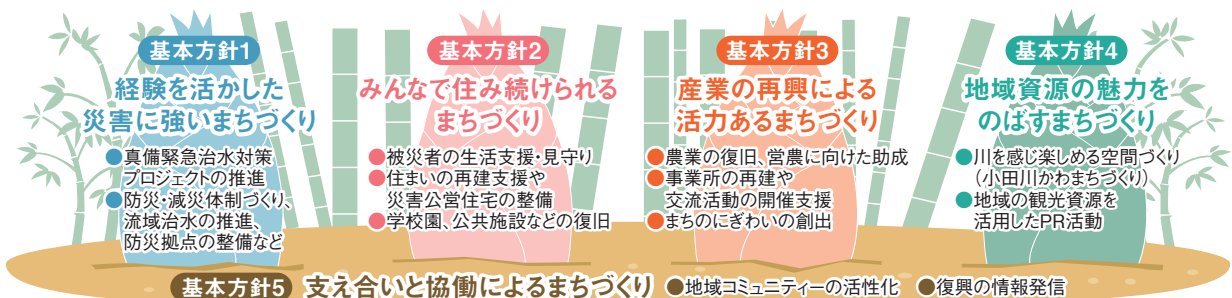 基本方針1
経験を活かした
災害に強いまちづくり
●真備緊急治水対策
プロジェクトの推進
●防災・減災体制づくり、
流域治水の推進、
防災拠点の整備など
基本方針2
みんなで住み続けられる
まちづくり
●被災者の生活支援・見守り
●住まいの再建支援や
災害公営住宅の整備
●学校園、公共施設などの復旧
基本方針3
産業の再興による
活力あるまちづくり
●農業の復旧、営農に向けた助成
●事業所の再建や
交流活動の開催支援
●まちのにぎわいの創出
基本方針4
地域資源の魅力を
のばすまちづくり
●川を感じ楽しめる空間づくり
（小田川かわまちづくり）
●地域の観光資源を
活用したPR活動
基本方針5 支え合いと協働によるまちづくり ●地域コミュニティーの活性化 ●復興の情報発信